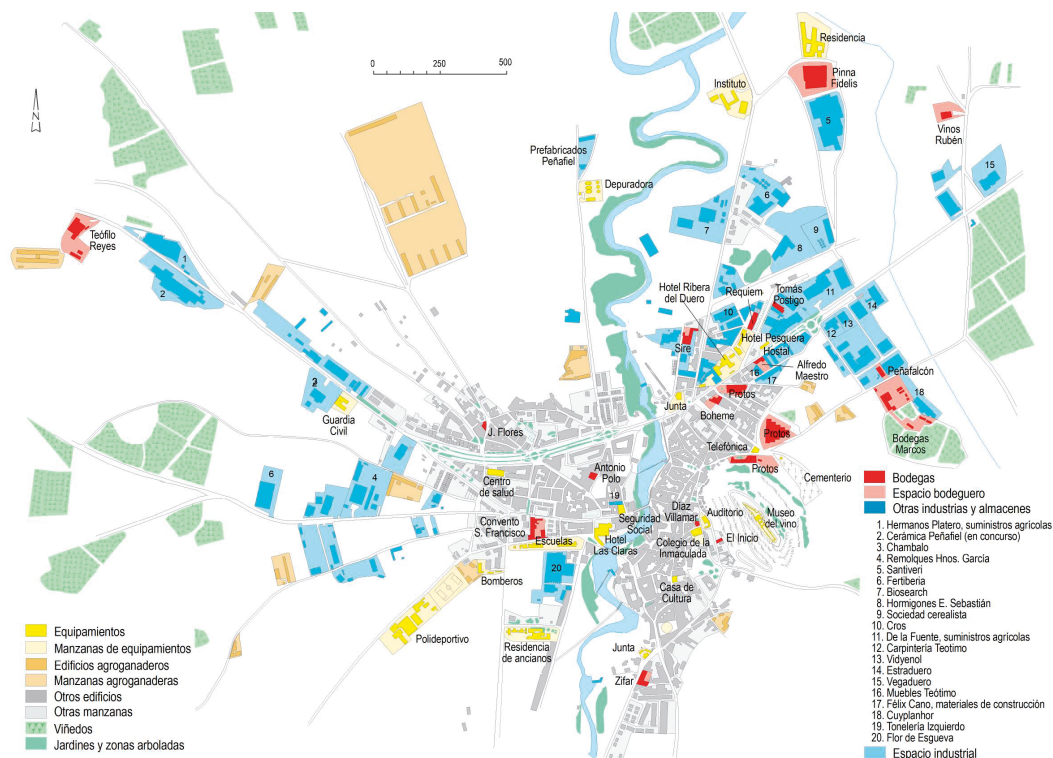 0
250
500
N
Residencia
Pinna
Fidelis
Instituto
5
Vinos
Rubén
Prefabricados
Peñafiel
15
Depuradora
6
7
9
8
Teófilo
Reyes
1
2
Hotel Ribera
del Duero
Requiem
Tomás
Postigo
11
14
10
13
12
Hotel Pesquera
Hostal
Sire
Alfredo
Maestro
16
17
Peñafalcón
18
Protos
Junta
Boheme
Guardia
Civil
J. Flores
Protos
Bodegas
Marcos
Telefónica
Protos
Cementerio
6
4
Centro
de salud
Antonio
Polo
19
Díaz
Villamar
Auditorio
Museo
del vino
Seguridad
Social
Convento
S. Francisco
Escuelas
Hotel
Las Claras
Colegio de la
Inmaculada
El Inicio
20
Bomberos
Casa de
Cultura
Polideportivo
Residencia
de ancianos
Junta
Zifar
Equipamientos
Manzanas de equipamientos
Edificios agroganaderos
Manzanas agroganaderas
Otros edificios
Otras manzanas
Viñedos
Jardines y zonas arboladas
Bodegas
Espacio bodeguero
Otras industrias y almacenes
1. Hermanos Platero, suministros agrícolas
2. Cerámica Peñafiel (en concurso)
3. Chambalo
4. Remolques Hnos. García
5. Santiveri
6. Fertiberia
7. Biosearch
8. Hormigones E. Sebastián
9. Sociedad cerealista
10. Cros
11. De la Fuente, suministros agrícolas
12. Carpintería Teotimo
13. Vidyenol
14. Estraduero
15. Vegaduero
16. Muebles Teótimo
17. Félix Cano, materiales de construcción
18. Cuyplanhor
19. Tonelería Izquierdo
20. Flor de Esgueva
Espacio industrial